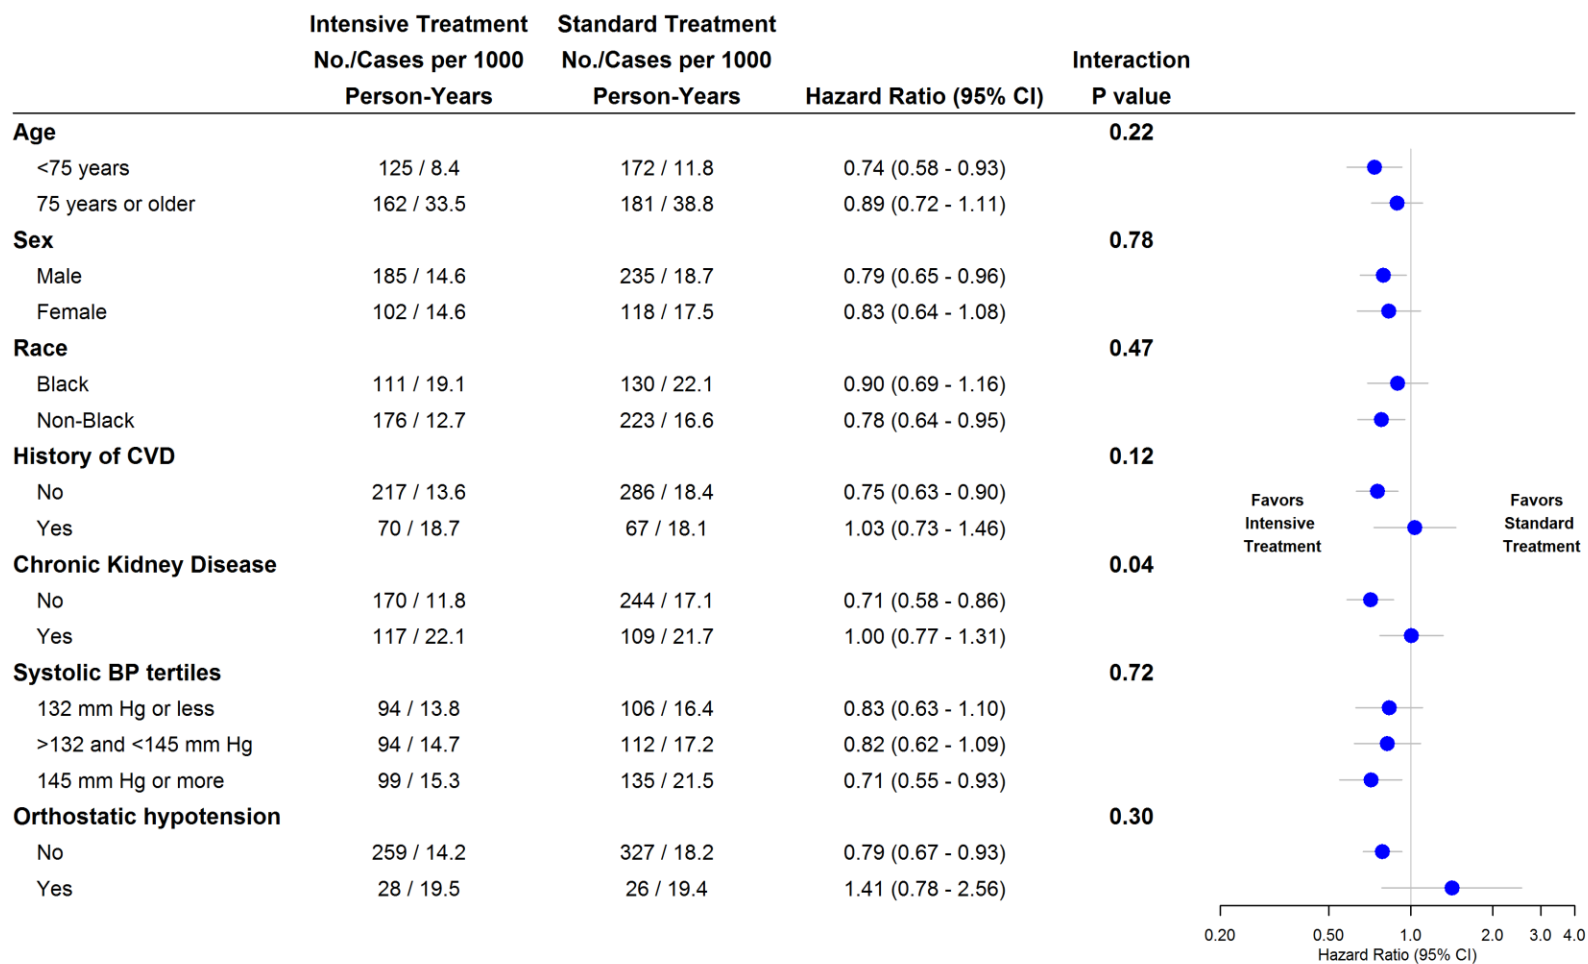 Intensive Treatment Standard Treatment
No./Cases per 1000 No./Cases per 1000 Interaction
Person-Years Person-Years Hazard Ratio (95% CI) P value
Age 0.22
<75 years 125 / 8.4 172 / 11.8 0.74 (0.58 - 0.93)
75 years or older 162 / 33.5 181 / 38.8 0.89 (0.72 - 1.11)
Sex 0.78
Male 185 / 14.6 235 / 18.7 0.79 (0.65 - 0.96)
Female 102 / 14.6 118 / 17.5 0.83 (0.64 - 1.08)
Race 0.47
Black 111 / 19.1 130 / 22.1 0.90 (0.69 - 1.16)
Non-Black 176 / 12.7 223 / 16.6 0.78 (0.64 - 0.95)
History of CVD 0.12
No 217 / 13.6 286 / 18.4 0.75 (0.63 - 0.90)
Yes 70 / 18.7 67 / 18.1 1.03 (0.73 - 1.46)
Chronic Kidney Disease 0.04
No 170 / 11.8 244 / 17.1 0.71 (0.58 - 0.86)
Yes 117 / 22.1 109 / 21.7 1.00 (0.77 - 1.31)
Systolic BP tertiles 0.72
132 mm Hg or less 94 / 13.8 106 / 16.4 0.83 (0.63 - 1.10)
>132 and <145 mm Hg 94 / 14.7 112 / 17.2 0.82 (0.62 - 1.09)
145 mm Hg or more 99 / 15.3 135 / 21.5 0.71 (0.55 - 0.93)
Orthostatic hypotension 0.30
No 259 / 14.2 327 / 18.2 0.79 (0.67 - 0.93)
Yes 28 / 19.5 26 / 19.4 1.41 (0.78 - 2.56)
Favors
Intensive
Treatment
Favors
Standard
Treatment
0.20 0.50 1.0 2.0 3.0 4.0
Hazard Ratio (95% CI)